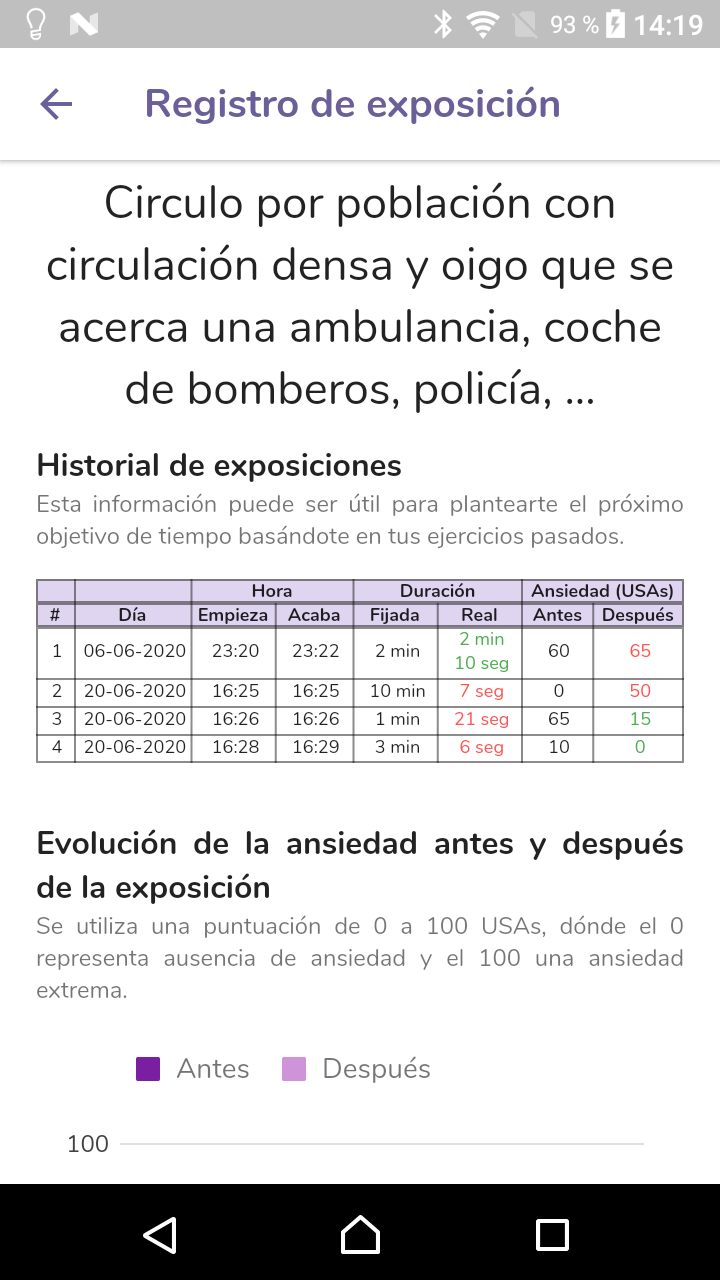 93 % 14:19
Registro de exposición
Circulo por población con
circulación densa y oigo que se
acerca una ambulancia, coche
de bomberos, policía, ...
Historial de exposiciones
Esta información puede ser útil para plantearte el próximo
objetivo de tiempo basándote en tus ejercicios pasados.
Hora Duración Ansiedad (USAs)
# Día Empieza Acaba Fijada Real Antes Después
1 06-06-2020 23:20 23:22 2 min 2 min 10 seg 60 65
2 20-06-2020 16:25 16:25 10 min 7 seg 0 50
3 20-06-2020 16:26 16:26 1 min 21 seg 65 15
4 20-06-2020 16:28 16:29 3 min 6 seg 10 0
Evolución de la ansiedad antes y después
de la exposición
Se utiliza una puntuación de 0 a 100 USAs, dónde el 0
representa ausencia de ansiedad y el 100 una ansiedad
extrema.
Antes Después
100